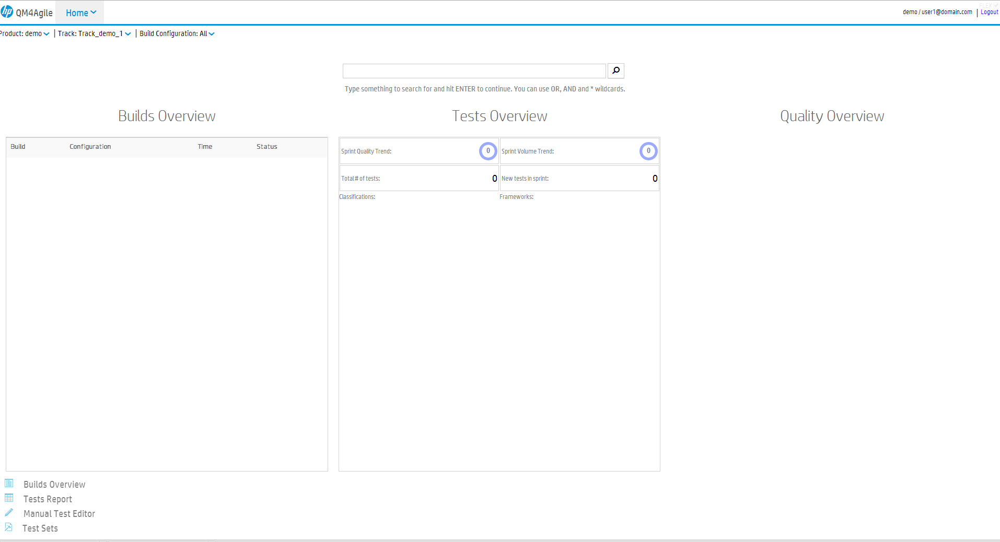 hp QM4Agile Home FLEX
demo / user1@domain.com | Logout
Product: demo | Track: Track_demo_1 | Build Configuration: All
Type something to search for and hit ENTER to continue. You can use OR, AND and * wildcards.
Builds Overview
Tests Overview
Quality Overview
Build Configuration Time Status
Sprint Quality Trend: 0 Sprint Volume Trend: 0
Total # of tests: 0 New tests in sprint: 0
Classifications: Frameworks:
Builds Overview
Tests Report
Manual Test Editor
Test Sets